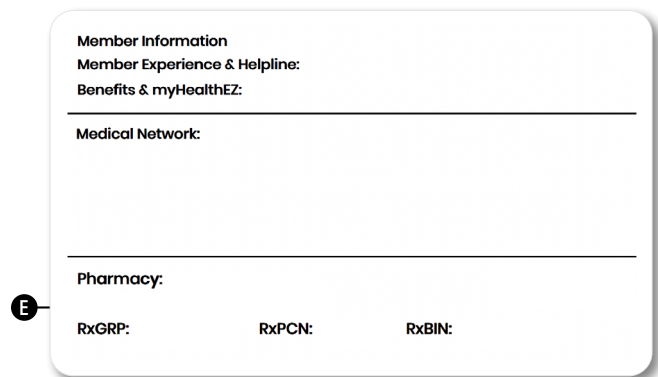 Member Information
Member Experience & Helpline:
Benefits & myHealthEZ:
Medical Network:
Pharmacy:
E
RxGRP: RxPCN: RxBIN: